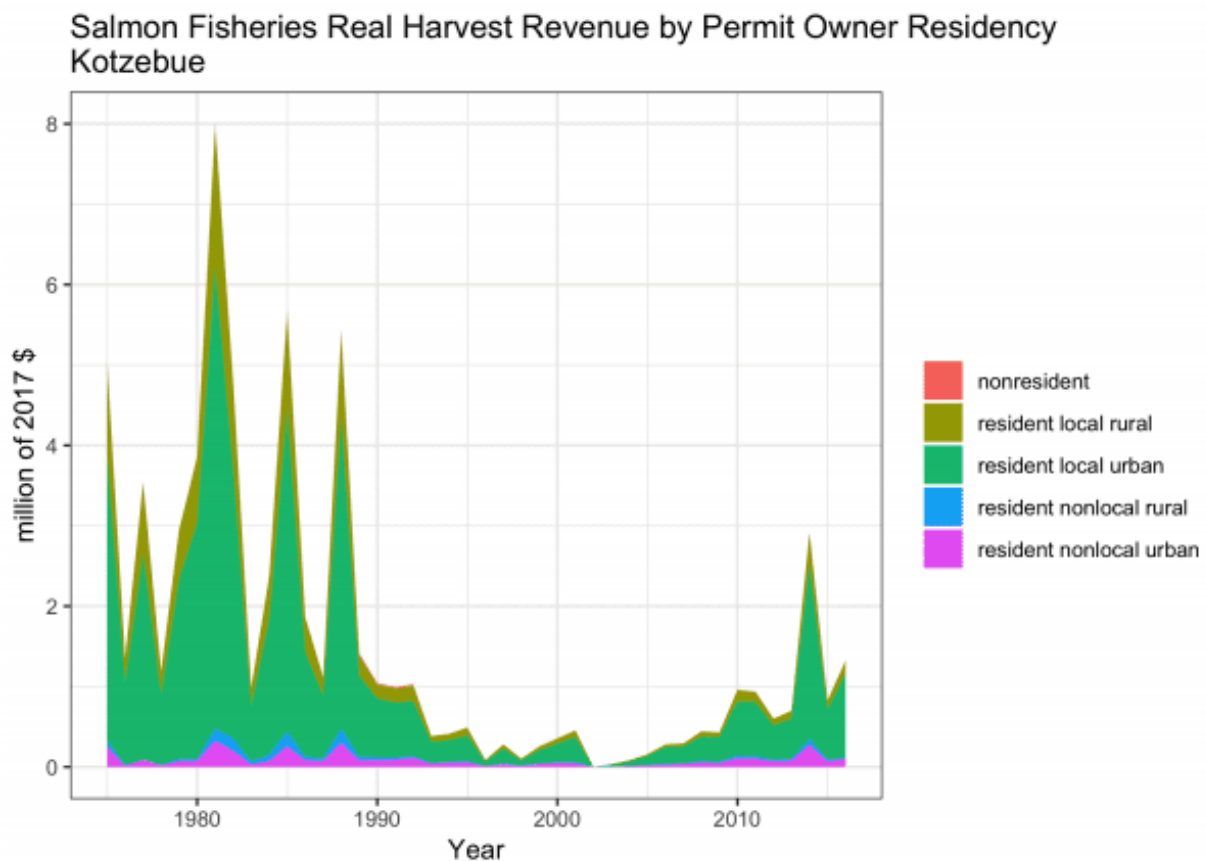 Salmon Fisheries Real Harvest Revenue by Permit Owner Residency
Kotzebue
8
6
4
2
0
million of 2017 $
1980 1990 2000 2010
Year
nonresident
resident local rural
resident local urban
resident nonlocal rural
resident nonlocal urban